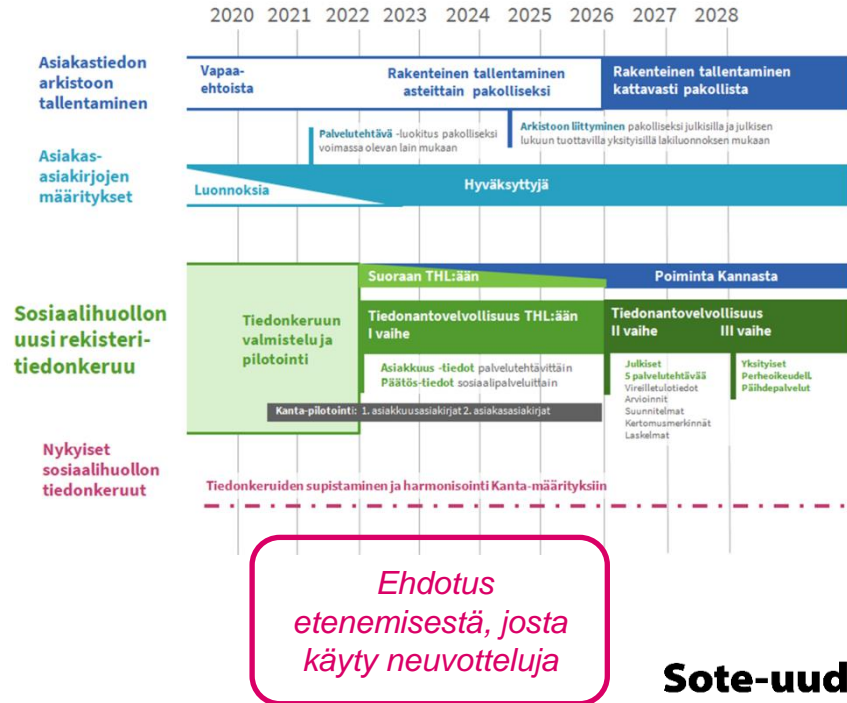 2020 2021 2022 2023 2024 2025 2026 2027 2028
Asiakastiedon
arkistoon
tallentaminen
Vapaa-
ehtoista
Rakenteinen tallentaminen
asteittain pakolliseksi
Rakenteinen tallentaminen
kattavasti pakollista
Palvelutehtävä -luokitus pakolliseksi
voimassa olevan lain mukaan
Arkistoon liittyminen pakolliseksi julkisilla ja julkisen
lukuun tuottavilla yksityisillä lakiluonnoksen mukaan
Asiakas-
asiakirjojen
määritykset
Luonnoksia
Hyväksyttyjä
Sosiaalihuollon
uusi rekisteri-
tiedonkeruu
Tiedonkeruun
valmistelu ja
pilotointi
Suoraan THL:ään
Poiminta Kannasta
Tiedonantovelvollisuus THL:ään
I vaihe
Tiedonantovelvollisuus
II vaihe III vaihe
Asiakkuus -tiedot palvelutehtävittäin
Päätös-tiedot sosiaalipalveluittain
Julkiset
5 palvelutehtävää
Vireilletulotiedot
Arvioinnit
Suunnitelmat
Kertomusmerkinnät
Laskelmat
Yksityiset
Perheoikeudell.
Päihdepalvelut
Kanta-pilotointi: 1. asiakkuusasiakirjat 2. asiakasasiakirjat
Nykyiset
sosiaalihuollon
tiedonkeruut
Tiedonkeruiden supistaminen ja harmonisointi Kanta-määrityksiin
Ehdotus
etenemisestä, josta
käyty neuvotteluja
Sote-uud